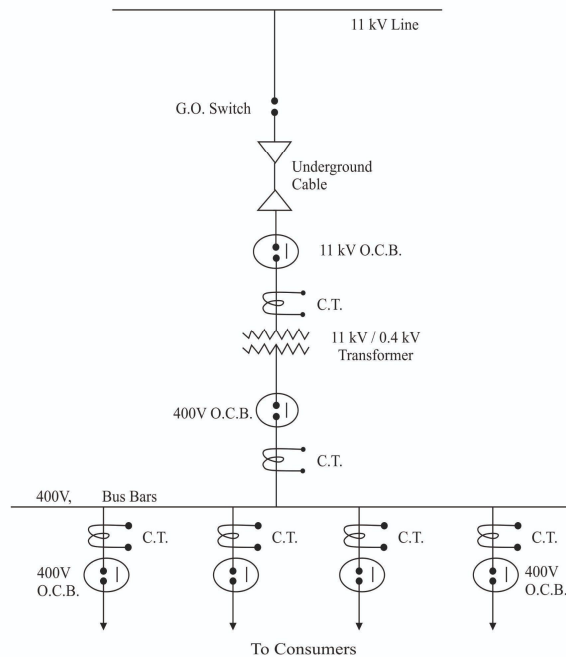 11 kV Line
G.O. Switch
Underground
Cable
11 kV O.C.B.
C.T.
11 kV / 0.4 kV
Transformer
400V O.C.B.
C.T.
400V, Bus Bars
C.T. C.T. C.T. C.T.
400V
O.C.B.
400V
O.C.B.
To Consumers